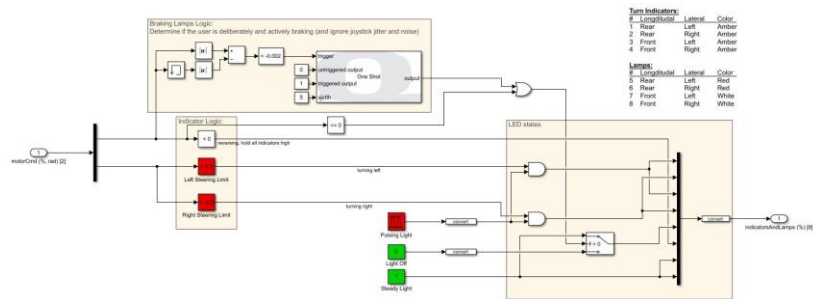 Braking Lamps Logic:
Determine if the user is deliberately and actively braking (and ignore joystick jitter and noise)
|u|
|u|
+
-
< -0.002
trigger
0
untriggered output
1
triggered output
5
width
One Shot
output
Turn Indicators:
# Longditudal Lateral Color
1 Rear Left Amber
2 Rear Right Amber
3 Front Left Amber
4 Front Right Amber
Lamps:
# Longditudal Lateral Color
5 Rear Left Red
6 Rear Right Red
7 Front Left White
8 Front Right White
Indicator Logic:
== 0
LED states
< 0
reversing, hold all indicators high
1
motorCmd (%, rad) [2]
Left Steering Limit
turning left
Right Steering Limit
turning right
Pulsing Light
convert
0
Light Off
convert
Steady Light
> 0
convert
1
indicatorsAndLamps (%) [8]